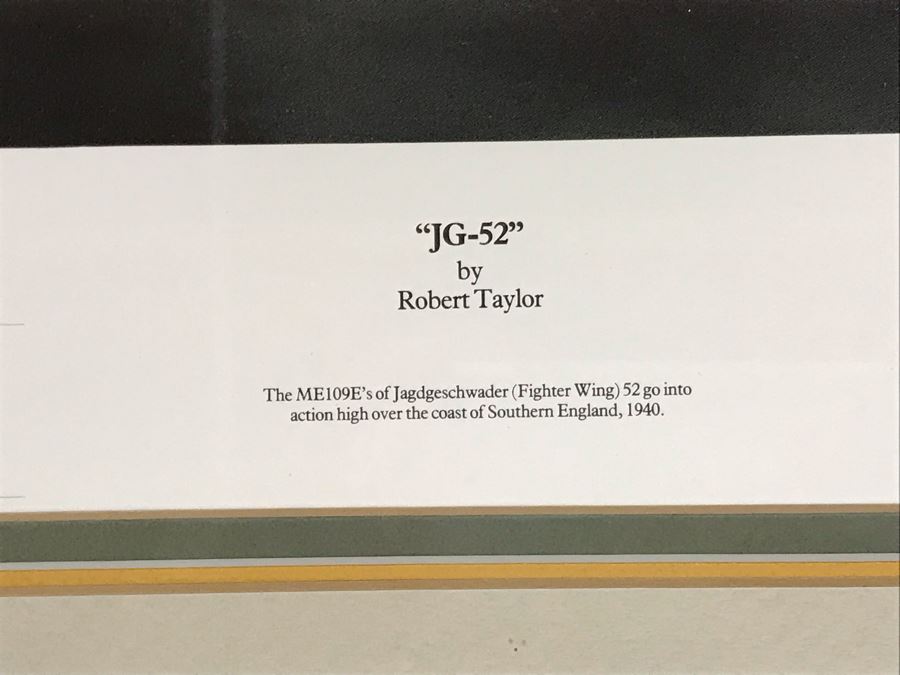 “JG-52”
by
Robert Taylor
The ME109E’s of Jagdgeschwader (Fighter Wing) 52 go into
action high over the coast of Southern England, 1940.